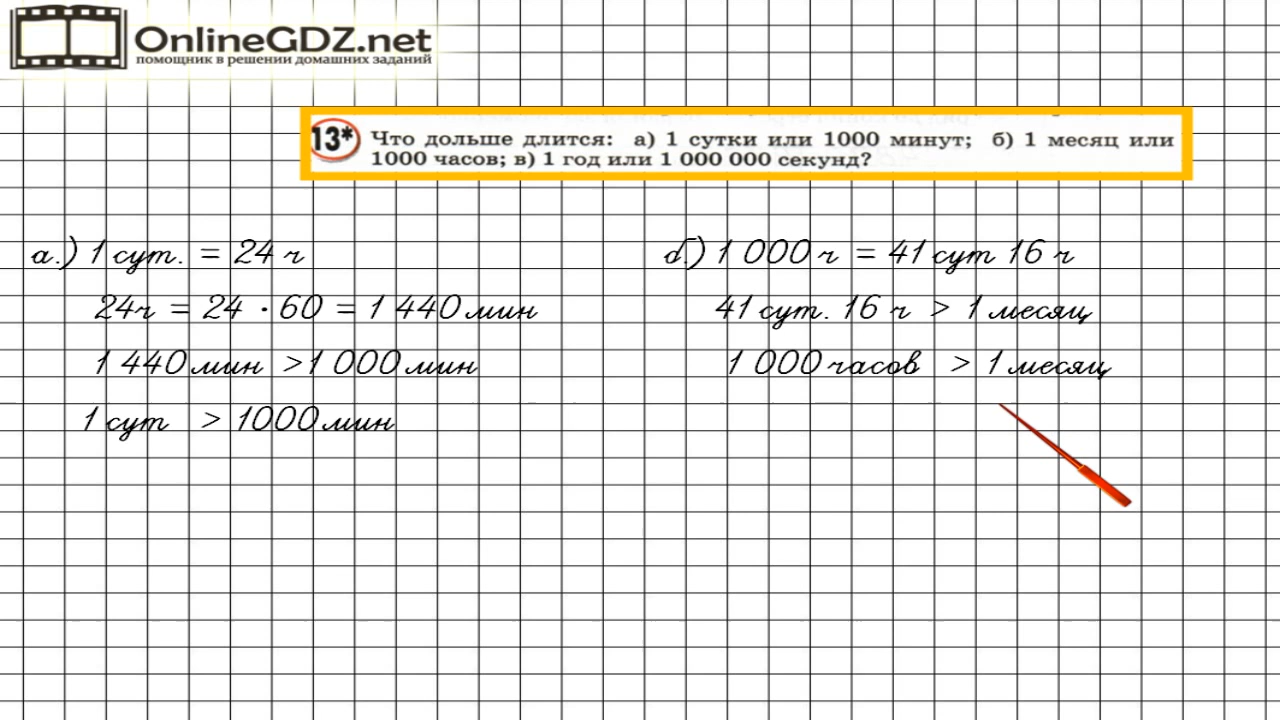 OnlineGDZ.net
помощник в решении домашних заданий
13* Что дольше длится: а) 1 сутки или 1000 минут; б) 1 месяц или
1000 часов; в) 1 год или 1 000 000 секунд?
а.) 1 сут. = 24 ч
24ч = 24 · 60 = 1 440 мин
1 440 мин > 1 000 мин
1 сут > 1000 мин
б.) 1 000 ч = 41 сут 16 ч
41 сут. 16 ч > 1 месяц
1 000 часов > 1 месяц